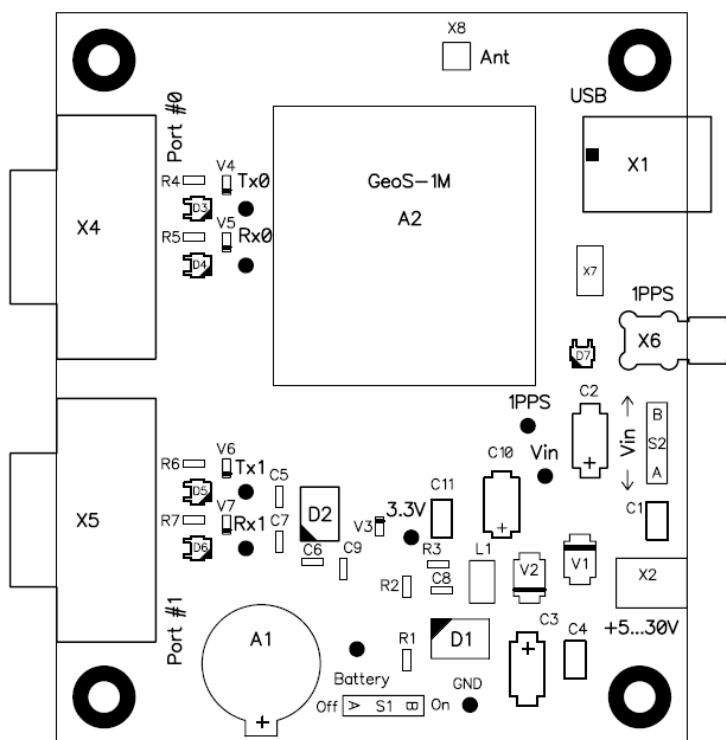 X8
Ant
USB
Port #0
X4
R4
V4
Tx0
D3
V5
R5
Rx0
D4
GeoS-1M
A2
X1
X7
1PPS
X6
D7
1PPS
Vin
C2
Vin
B
S2
A
C10
C11
C1
X5
R6
V6
Tx1
D5
R7
V7
Rx1
D6
Port #1
C5
C7
D2
C6
C9
V3
3.3V
R3
R2
C8
L1
V2
V1
X2
+5...30V
A1
+
R1
D1
C3
C4
Battery
GND
Off
A
S1
B
On
+
+
+